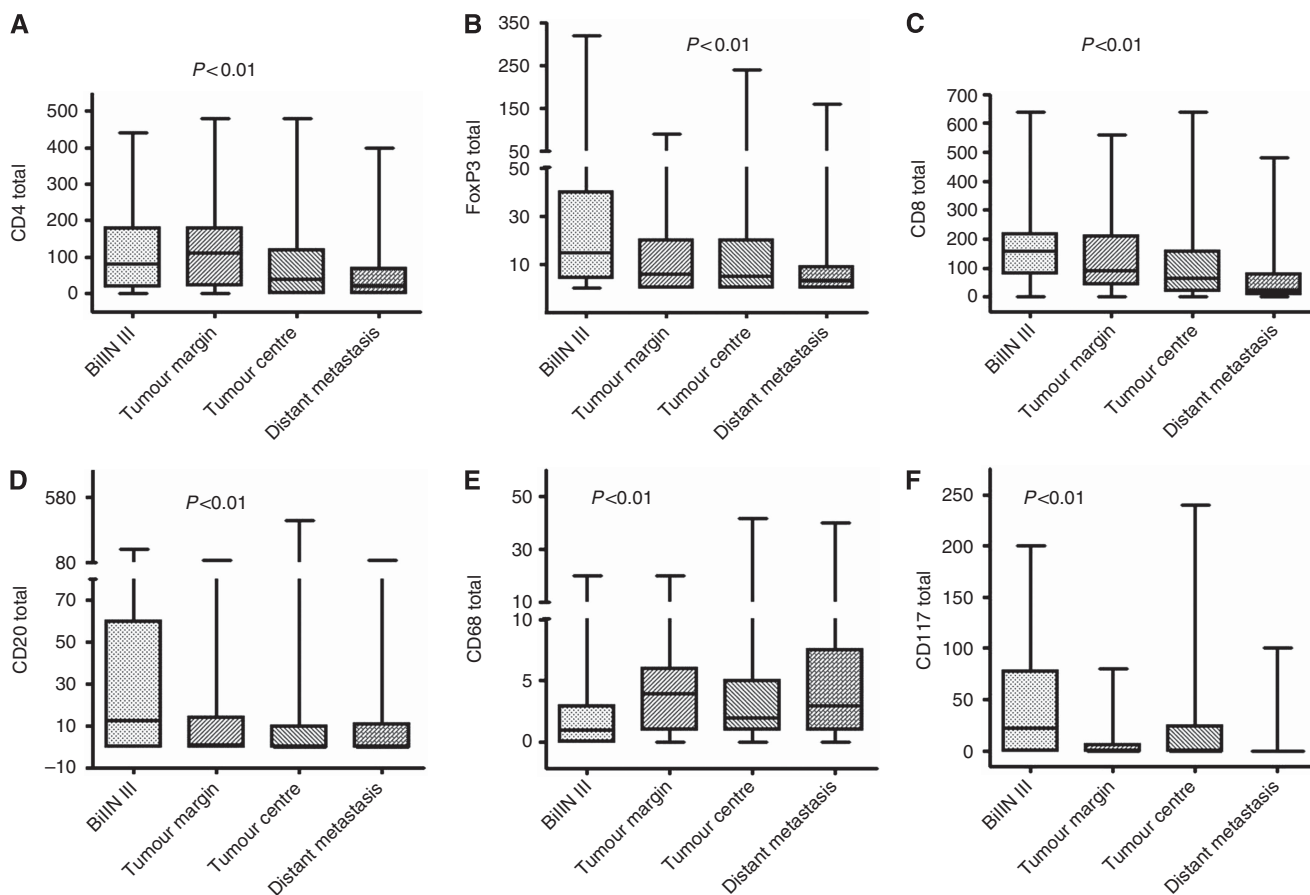 A
P<0.01
CD4 total
500
400
300
200
100
0
BilIN III
Tumour margin
Tumour centre
Distant metastasis
B
P<0.01
FoxP3 total
350
250
150
50
50
30
10
BilIN III
Tumour margin
Tumour centre
Distant metastasis
C
P<0.01
CD8 total
700
600
500
400
300
200
100
0
BilIN III
Tumour margin
Tumour centre
Distant metastasis
D
P<0.01
CD20 total
580
80
70
50
30
10
−10
BilIN III
Tumour margin
Tumour centre
Distant metastasis
E
P<0.01
CD68 total
50
30
10
10
5
0
BilIN III
Tumour margin
Tumour centre
Distant metastasis
F
P<0.01
CD117 total
250
200
150
100
50
0
BilIN III
Tumour margin
Tumour centre
Distant metastasis